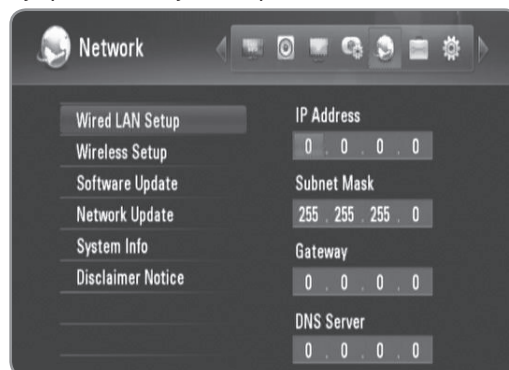 Network
Wired LAN Setup
Wireless Setup
Software Update
Network Update
System Info
Disclaimer Notice
IP Address
0 . 0 . 0 . 0
Subnet Mask
255 . 255 . 255 . 0
Gateway
0 . 0 . 0 . 0
DNS Server
0 . 0 . 0 . 0